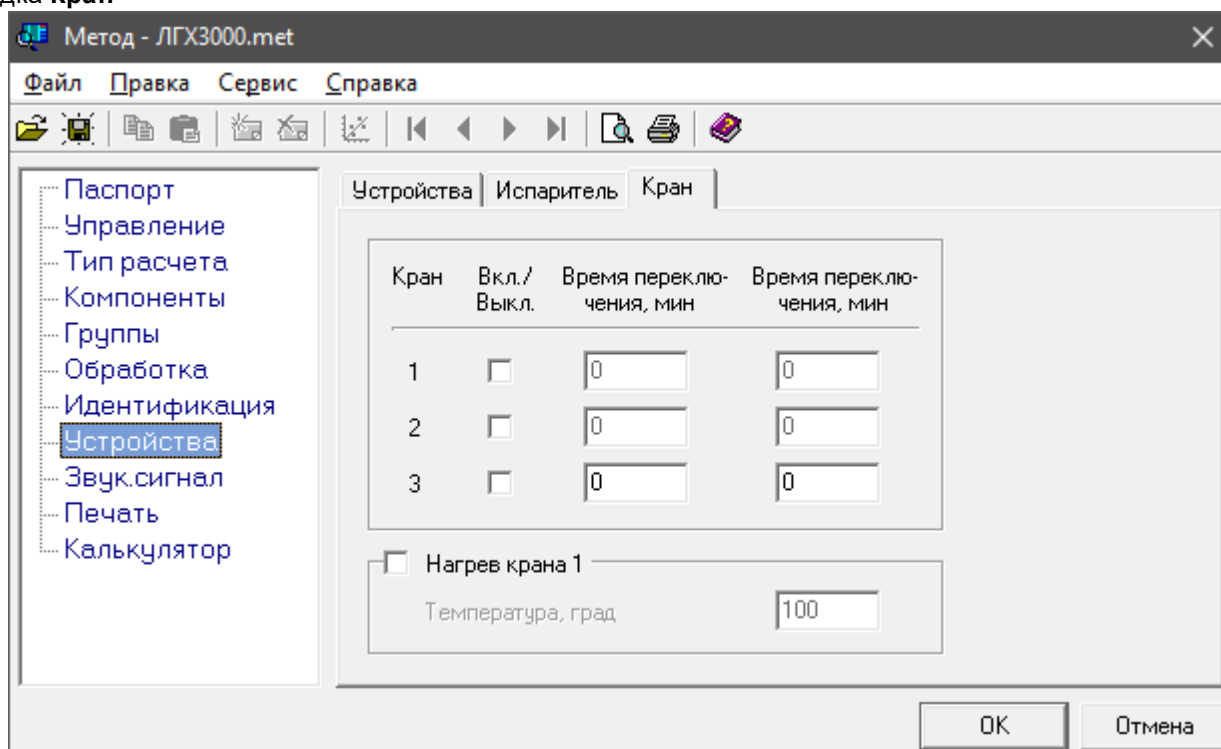 Кран
Метод - ЛГХ3000.met
Файл Правка Сервис Справка
Паспорт
Управление
Тип расчета
Компоненты
Группы
Обработка
Идентификация
Устройства
Звук.сигнал
Печать
Калькулятор
Устройства Испаритель Кран
Кран Вкл./ Время переклю- Время переклю-
Выкл. чения, мин чения, мин
1 0 0
2 0 0
3 0 0
Нагрев крана 1
Температура, град 100
OK Отмена